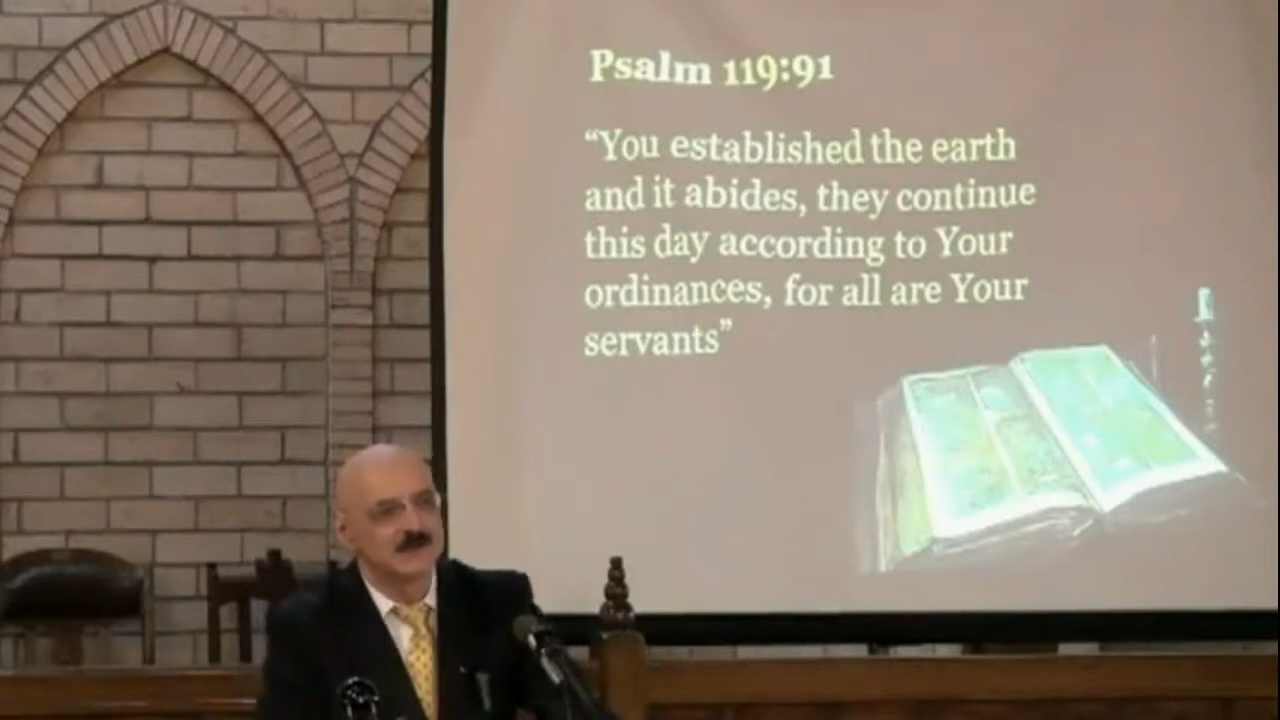 Psalm 119:91
“You established the earth
and it abides, they continue
this day according to Your
ordinances, for all are Your
servants”